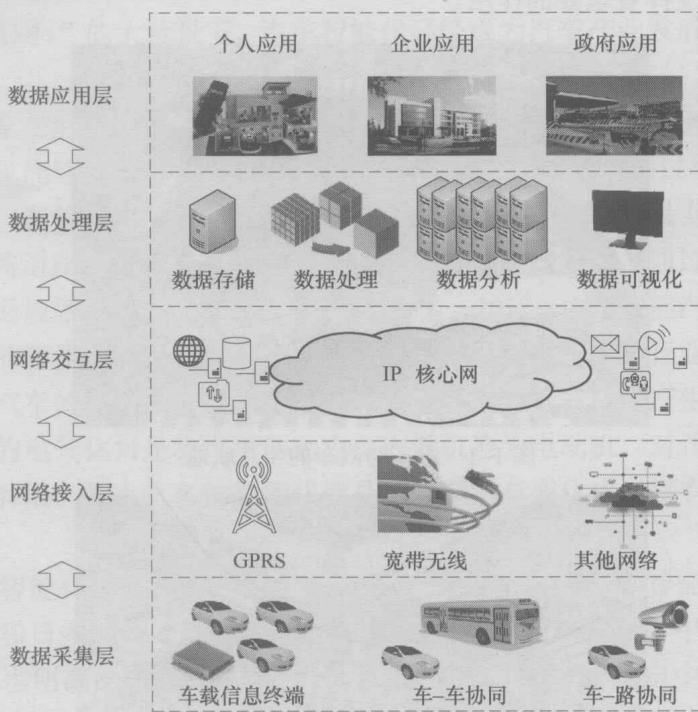 个人应用 企业应用 政府应用
数据应用层
数据处理层
数据存储 数据处理 数据分析 数据可视化
网络交互层
IP 核心网
网络接入层
GPRS 宽带无线 其他网络
数据采集层
车载信息终端 车–车协同 车–路协同